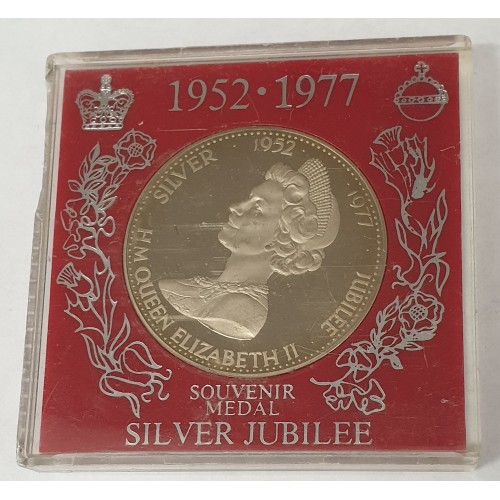 1952·1977
SILVER 1952 1977 JUBILEE
H.M. QUEEN ELIZABETH II
SOUVENIR
MEDAL
SILVER JUBILEE